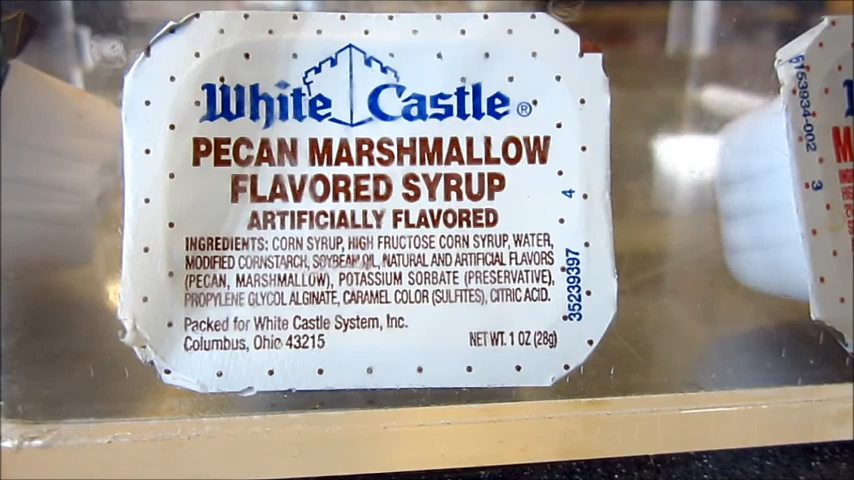 White Castle®
PECAN MARSHMALLOW
FLAVORED SYRUP
ARTIFICIALLY FLAVORED
INGREDIENTS: CORN SYRUP, HIGH FRUCTOSE CORN SYRUP, WATER,
MODIFIED CORNSTARCH, SOYBEAN OIL, NATURAL AND ARTIFICIAL FLAVORS
(PECAN, MARSHMALLOW), POTASSIUM SORBATE (PRESERVATIVE),
PROPYLENE GLYCOL ALGINATE, CARAMEL COLOR (SULFITES), CITRIC ACID.
Packed for White Castle System, Inc.
Columbus, Ohio 43215
NET WT. 1 OZ (28g)
35239397 4
5153934-002 3